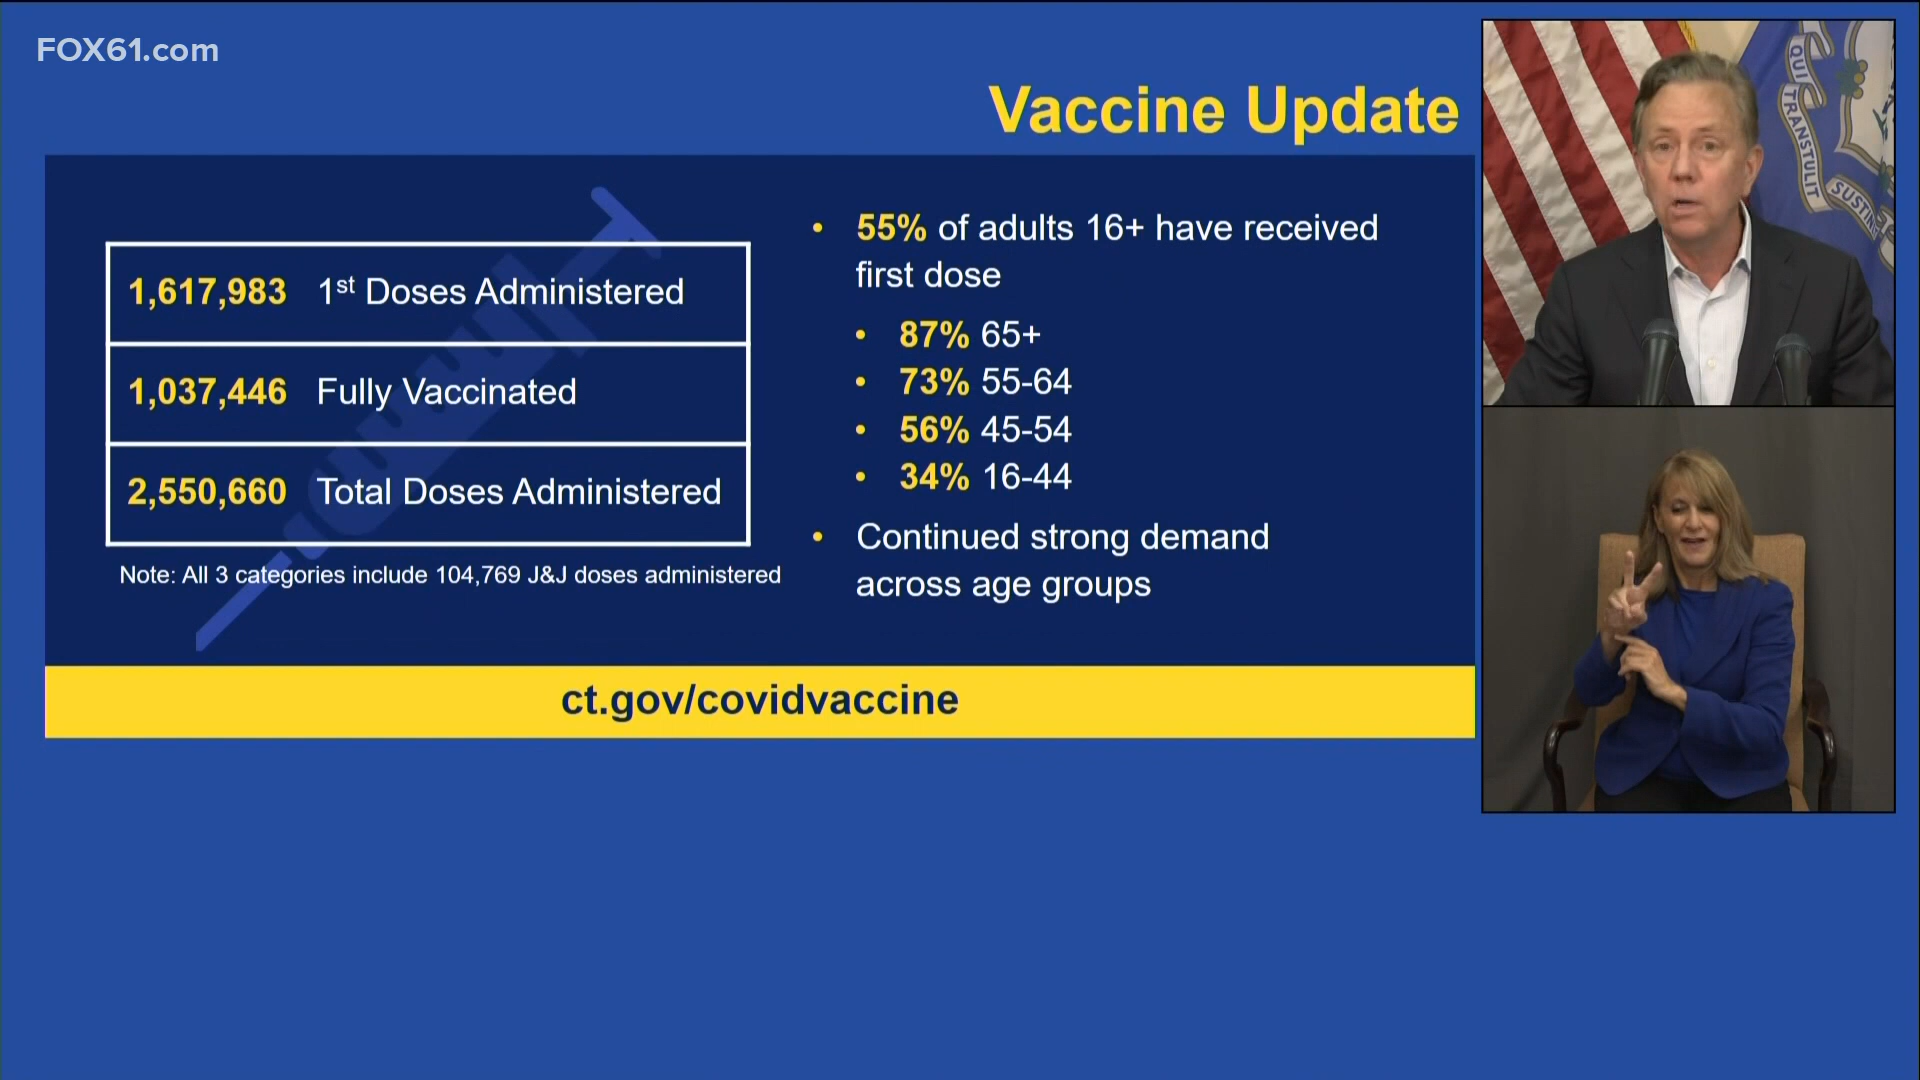 FOX61.com
Vaccine Update
1,617,983 1st Doses Administered
1,037,446 Fully Vaccinated
2,550,660 Total Doses Administered
Note: All 3 categories include 104,769 J&J doses administered
• 55% of adults 16+ have received
first dose
• 87% 65+
• 73% 55-64
• 56% 45-54
• 34% 16-44
• Continued strong demand
across age groups
ct.gov/covidvaccine
QUI
TRANSTULIT